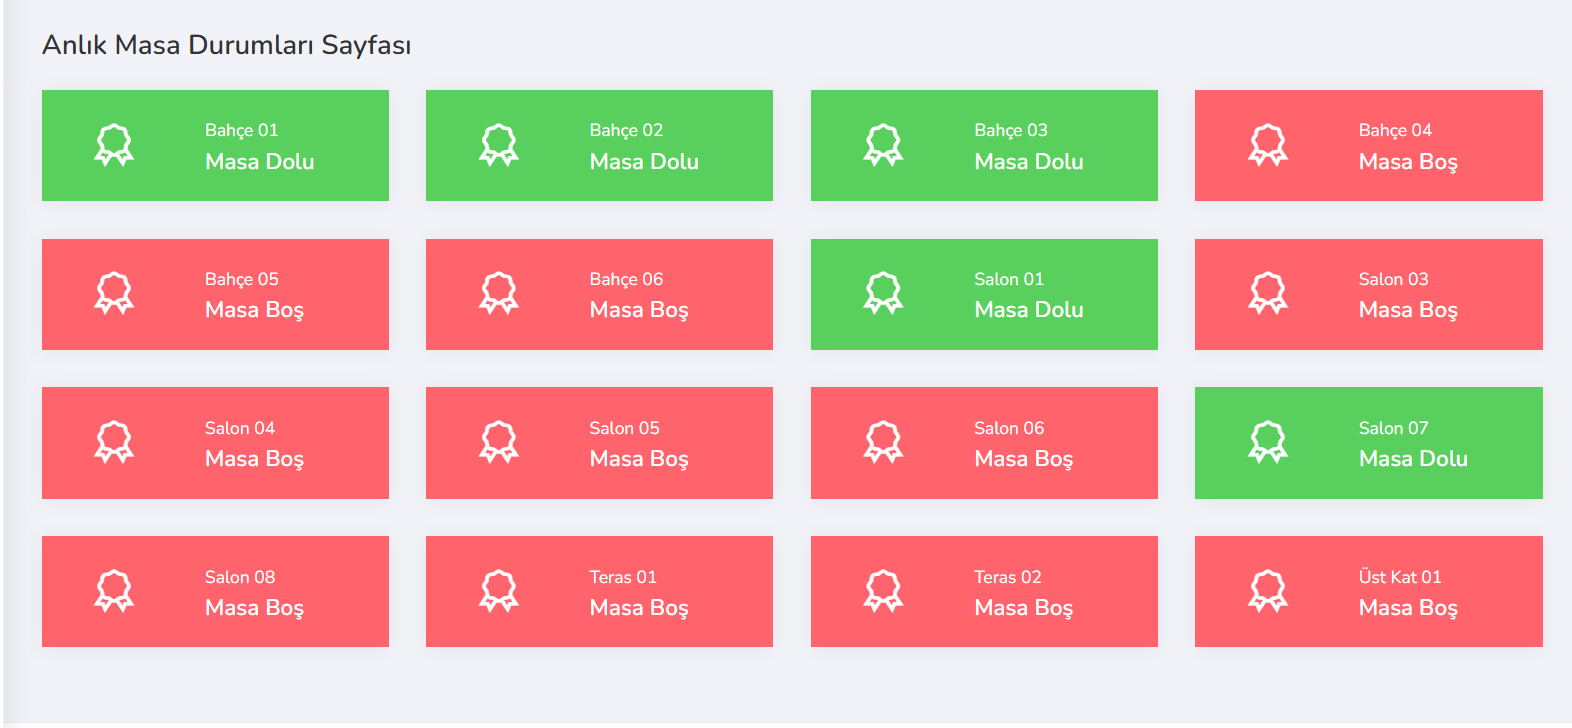 Anlık Masa Durumları Sayfası
Bahçe 01
Masa Dolu
Bahçe 02
Masa Dolu
Bahçe 03
Masa Dolu
Bahçe 04
Masa Boş
Bahçe 05
Masa Boş
Bahçe 06
Masa Boş
Salon 01
Masa Dolu
Salon 03
Masa Boş
Salon 04
Masa Boş
Salon 05
Masa Boş
Salon 06
Masa Boş
Salon 07
Masa Dolu
Salon 08
Masa Boş
Teras 01
Masa Boş
Teras 02
Masa Boş
Üst Kat 01
Masa Boş